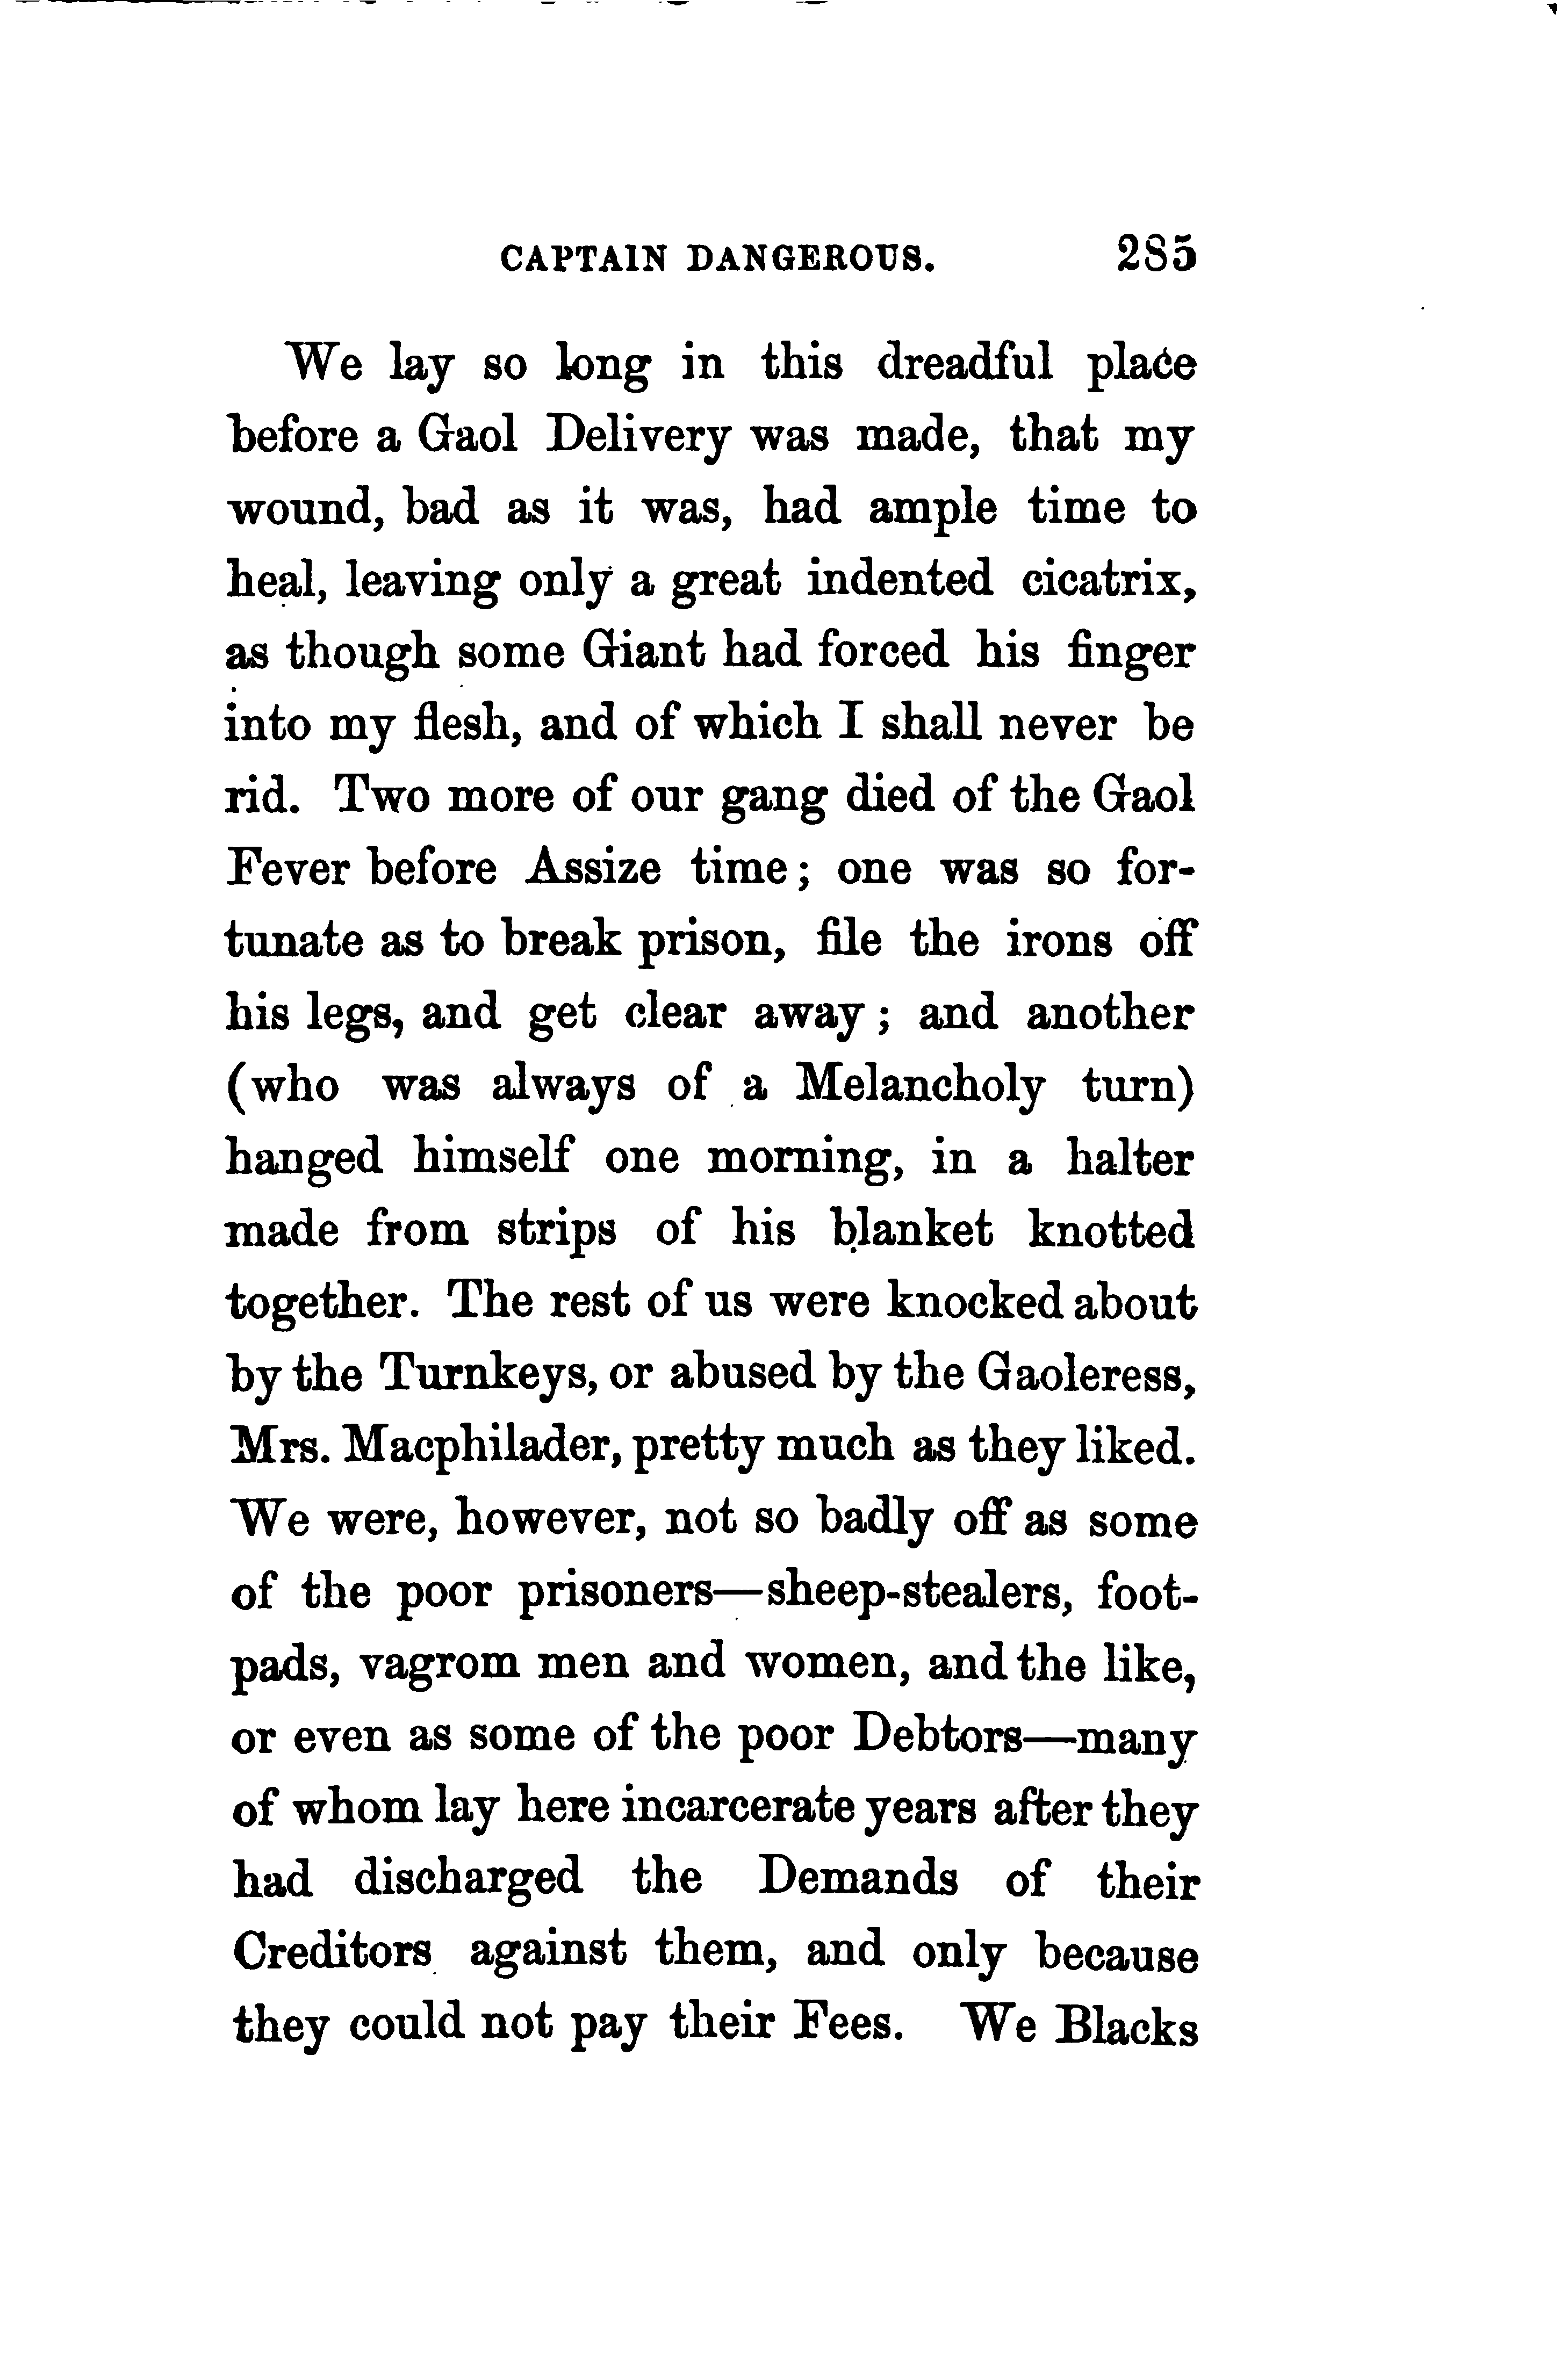 CAPTAIN DANGEROUS. 285
We lay so long in this dreadful place
before a Gaol Delivery was made, that my
wound, bad as it was, had ample time to
heal, leaving only a great indented cicatrix,
as though some Giant had forced his finger
into my flesh, and of which I shall never be
rid. Two more of our gang died of the Gaol
Fever before Assize time; one was so for-
tunate as to break prison, file the irons off
his legs, and get clear away; and another
(who was always of a Melancholy turn)
hanged himself one morning, in a halter
made from strips of his blanket knotted
together. The rest of us were knocked about
by the Turnkeys, or abused by the Gaoleress,
Mrs. Macphilader, pretty much as they liked.
We were, however, not so badly off as some
of the poor prisoners—sheep-stealers, foot-
pads, vagrom men and women, and the like,
or even as some of the poor Debtors—many
of whom lay here incarcerate years after they
had discharged the Demands of their
Creditors against them, and only because
they could not pay their Fees. We Blacks